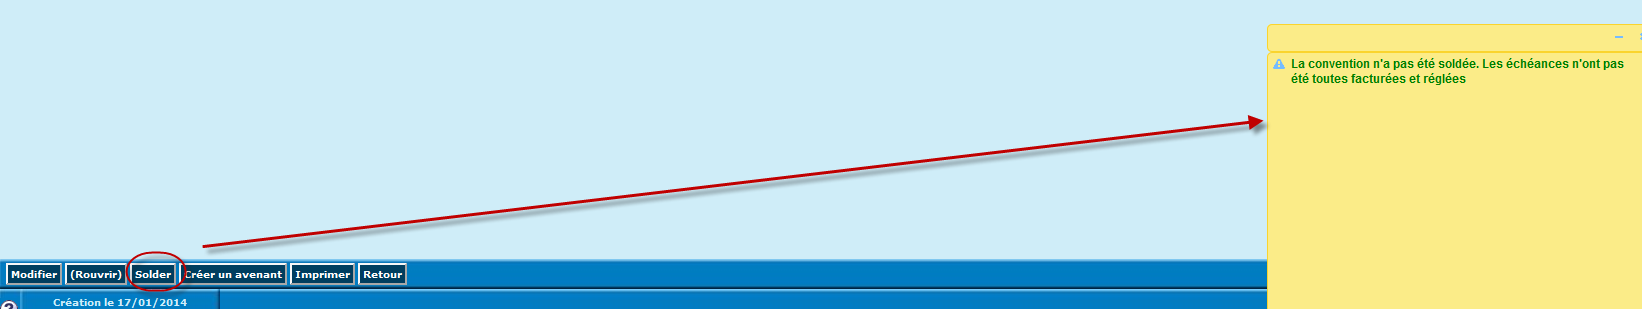 La convention n'a pas été soldée. Les échéances n'ont pas
été toutes facturées et réglées
Modifier (Rouvrir) Solder Créer un avenant Imprimer Retour
? Création le 17/01/2014